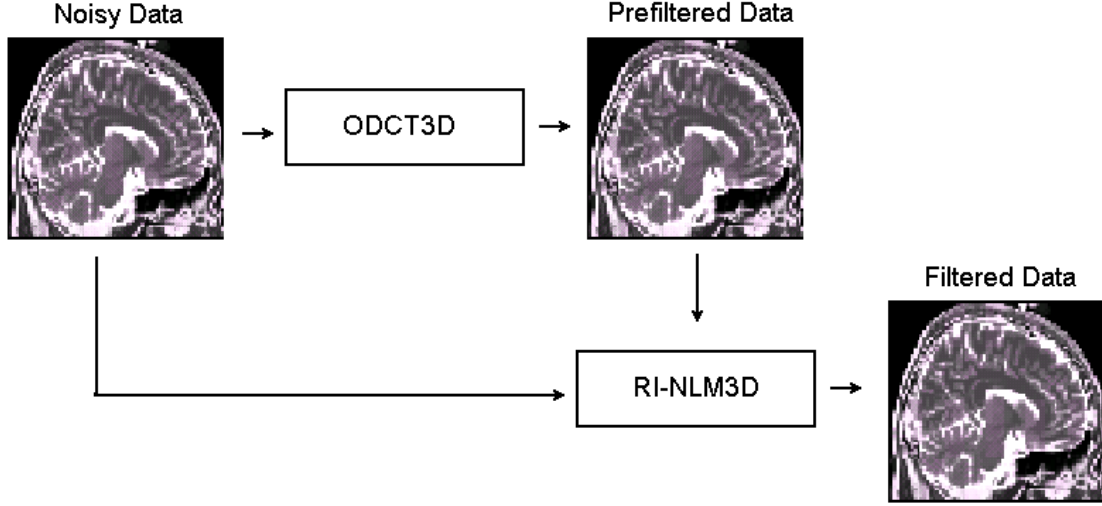 Noisy Data
Prefiltered Data
ODCT3D
Filtered Data
RI-NLM3D